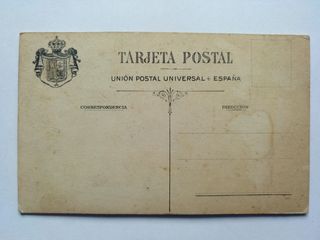 TARJETA POSTAL
UNIÓN POSTAL UNIVERSAL - ESPAÑA
CORRESPONDENCIA
DIRECCIÓN